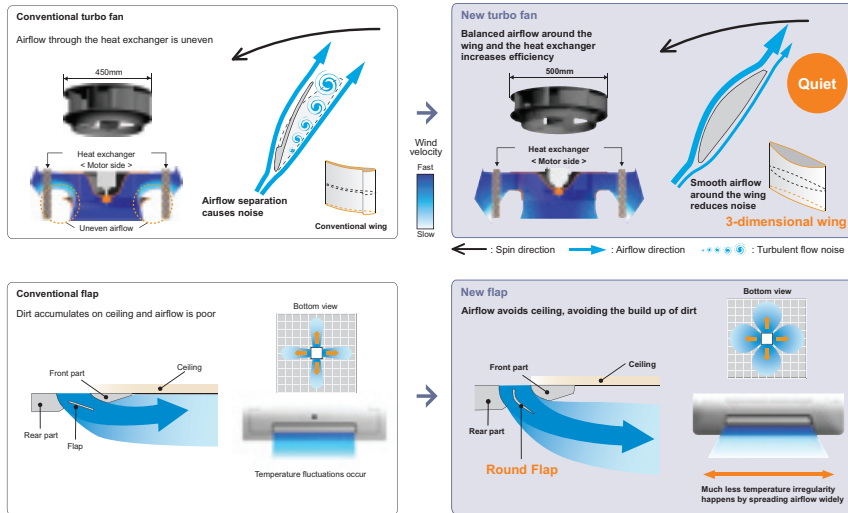 Conventional turbo fan
Airflow through the heat exchanger is uneven
450mm
Heat exchanger
< Motor side >
Uneven airflow
Airflow separation
causes noise
Conventional wing
Wind
velocity
Fast
Slow
New turbo fan
Balanced airflow around the
wing and the heat exchanger
increases efficiency
500mm
Quiet
Heat exchanger
< Motor side >
Smooth airflow
around the wing
reduces noise
3-dimensional wing
: Spin direction
: Airflow direction
: Turbulent flow noise
Conventional flap
Dirt accumulates on ceiling and airflow is poor
Bottom view
Ceiling
Front part
Rear part
Flap
Temperature fluctuations occur
New flap
Airflow avoids ceiling, avoiding the build up of dirt
Bottom view
Ceiling
Front part
Rear part
Round Flap
Much less temperature irregularity
happens by spreading airflow widely